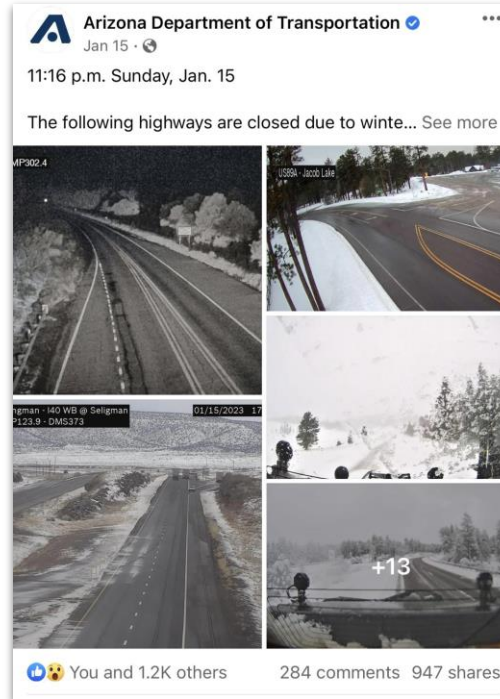 Arizona Department of Transportation
Jan 15 ·
11:16 p.m. Sunday, Jan. 15
The following highways are closed due to winte... See more
MP302.4
US89A - Jacob Lake
ngman - I40 WB @ Seligman 01/15/2023 17
P123.9 - DMS373
+13
You and 1.2K others 284 comments 947 shares